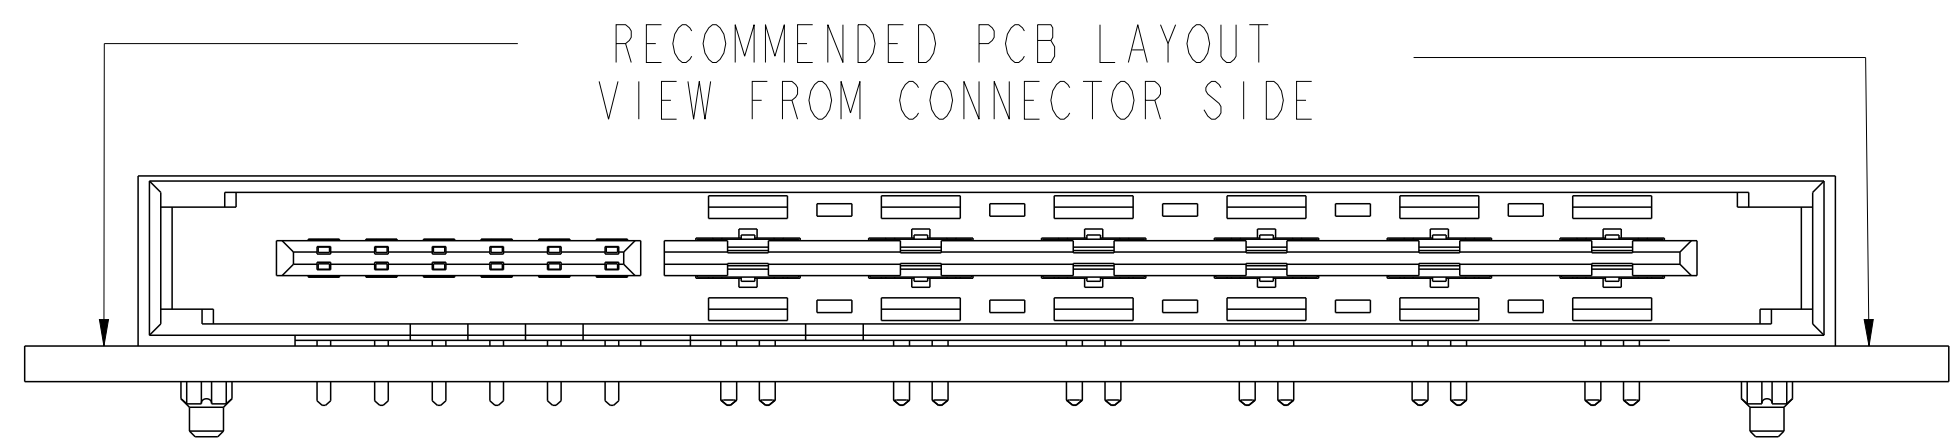 RECOMMENDED PCB LAYOUT
VIEW FROM CONNECTOR SIDE